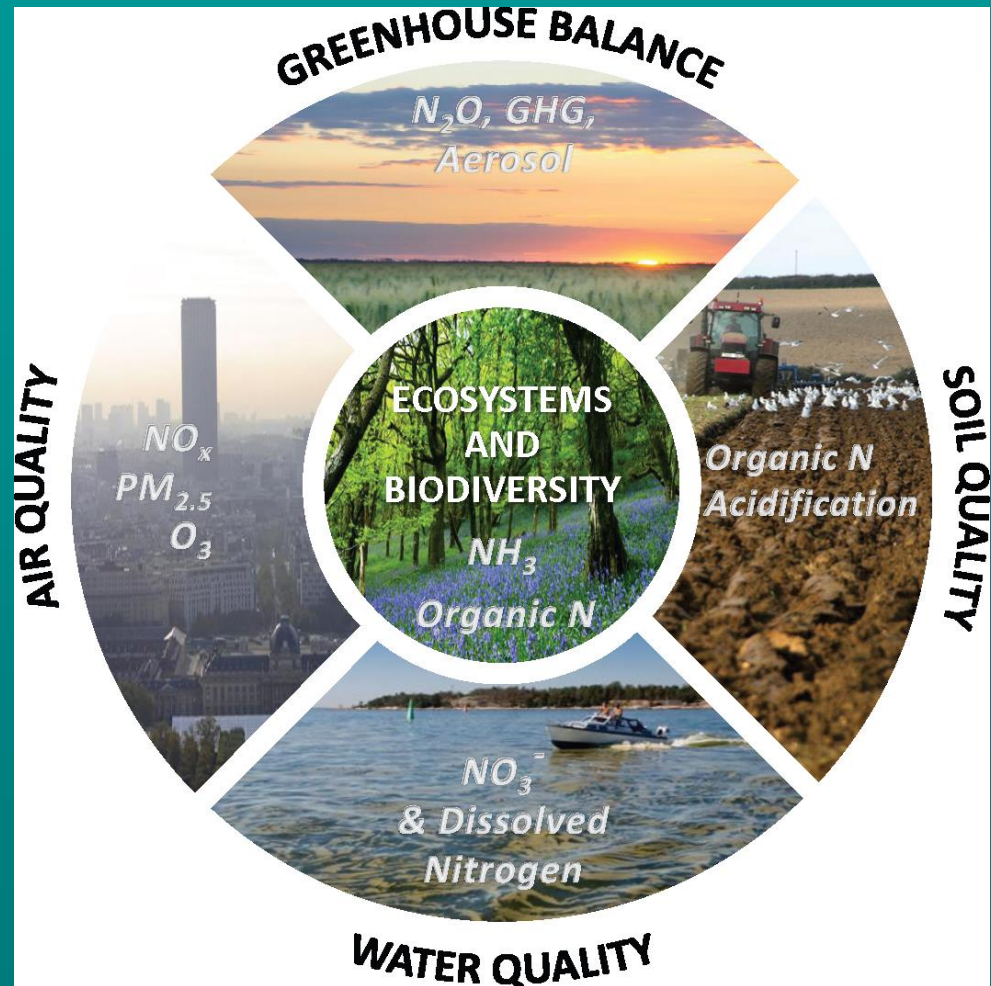 GREENHOUSE BALANCE
N₂O, GHG,
Aerosol
AIR QUALITY
NOₓ
PM₂.₅
O₃
ECOSYSTEMS
AND
BIODIVERSITY
NH₃
Organic N
SOIL QUALITY
Organic N
Acidification
NO₃⁻
& Dissolved
Nitrogen
WATER QUALITY